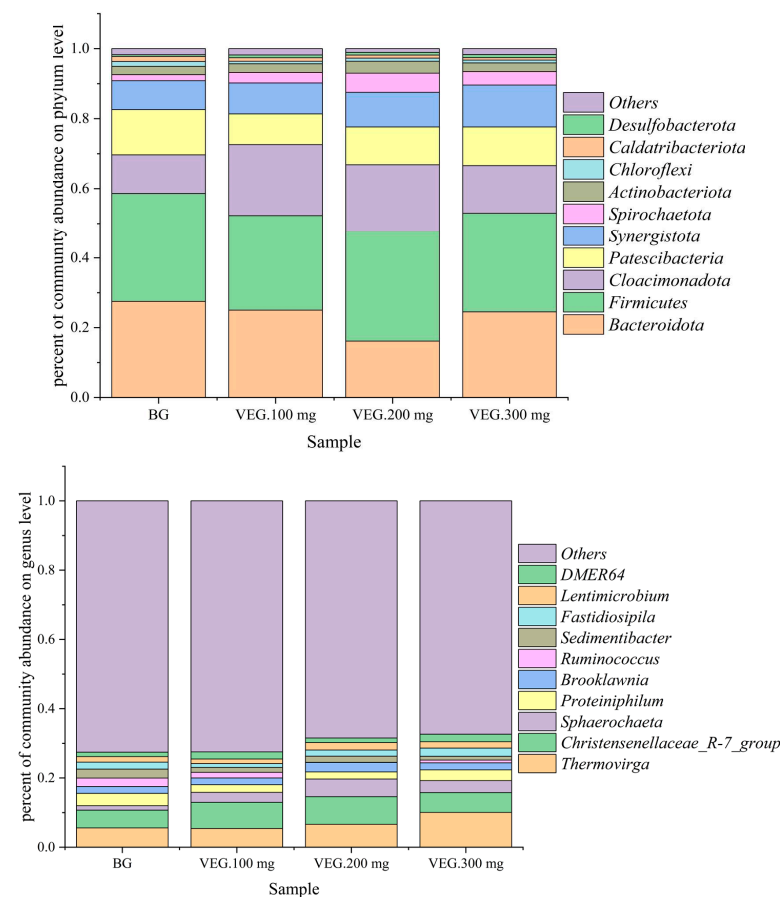 percent of community abundance on phylum level
1.0
0.8
0.6
0.4
0.2
0.0
BG
VEG.100 mg
VEG.200 mg
VEG.300 mg
Sample
Others
Desulfobacterota
Caldatribacteriota
Chloroflexi
Actinobacteriota
Spirochaetota
Synergistota
Patescibacteria
Cloacimonadota
Firmicutes
Bacteroidota
percent of community abundance on genus level
1.0
0.8
0.6
0.4
0.2
0.0
BG
VEG.100 mg
VEG.200 mg
VEG.300 mg
Sample
Others
DMER64
Lentimicrobium
Fastidiosipila
Sedimentibacter
Ruminococcus
Brooklawnia
Proteiniphilum
Sphaerochaeta
Christensenellaceae_R-7_group
Thermovirga